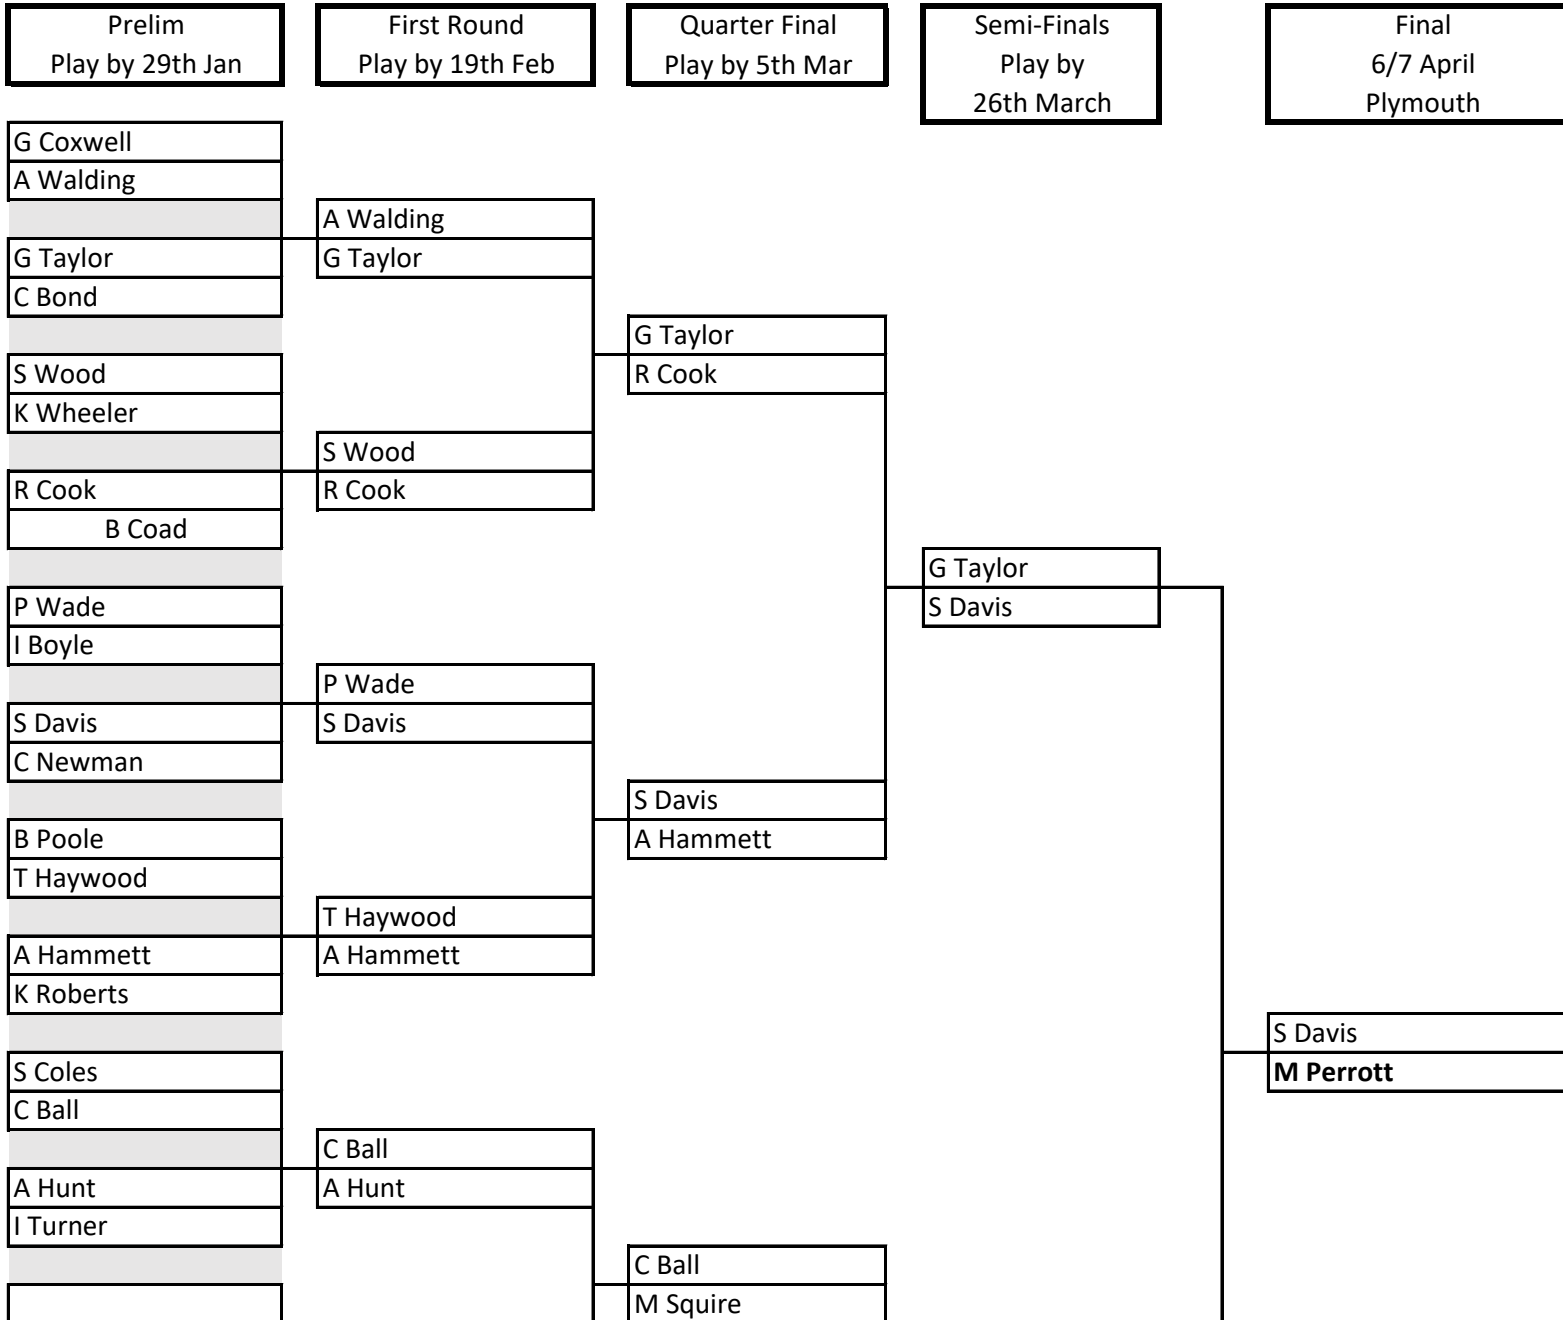 Prelim
Play by 29th Jan
First Round
Play by 19th Feb
Quarter Final
Play by 5th Mar
Semi-Finals
Play by
26th March
Final
6/7 April
Plymouth
G Coxwell
A Walding
G Taylor
C Bond
S Wood
K Wheeler
R Cook
B Coad
P Wade
I Boyle
S Davis
C Newman
B Poole
T Haywood
A Hammett
K Roberts
S Coles
C Ball
A Hunt
I Turner
A Walding
G Taylor
S Wood
R Cook
P Wade
S Davis
T Haywood
A Hammett
C Ball
A Hunt
G Taylor
R Cook
S Davis
A Hammett
C Ball
M Squire
G Taylor
S Davis
S Davis
M Perrott